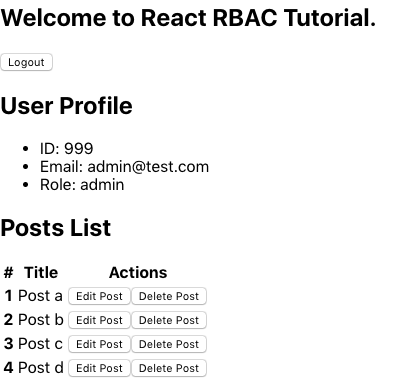 Welcome to React RBAC Tutorial.
Logout
User Profile
• ID: 999
• Email: admin@test.com
• Role: admin
Posts List
# Title Actions
1 Post a Edit Post Delete Post
2 Post b Edit Post Delete Post
3 Post c Edit Post Delete Post
4 Post d Edit Post Delete Post